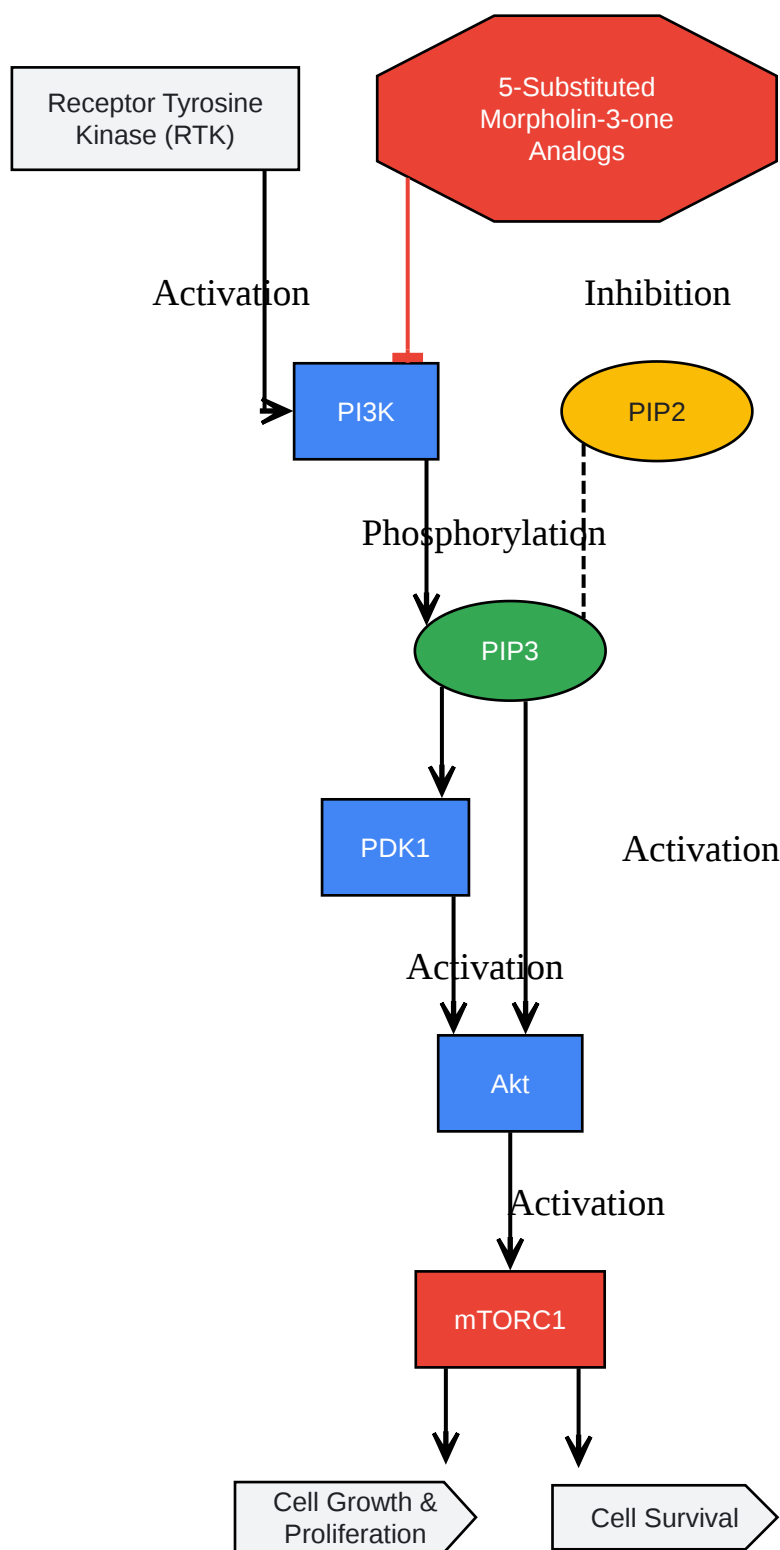 Receptor Tyrosine
Kinase (RTK)
5-Substituted
Morpholin-3-one
Analogs
Activation
Inhibition
PI3K
PIP2
Phosphorylation
PIP3
PDK1
Activation
Activation
Akt
Activation
mTORC1
Cell Growth &
Proliferation
Cell Survival